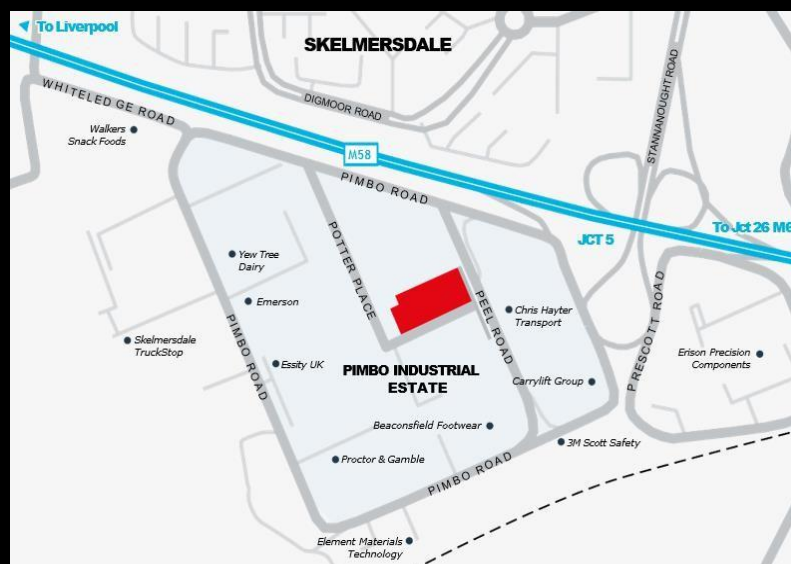 To Liverpool
SKELMERSDALE
WHITELEDGE ROAD
DIGMOOR ROAD
STANNANOUGHT ROAD
Walkers
Snack Foods
M58
PIMBO ROAD
JCT 5
To Jct 26 M6
POTTER PLACE
Yew Tree
Dairy
Emerson
PEEL ROAD
Chris Hayter
Transport
PRESCOTT ROAD
PIMBO ROAD
Skelmersdale
TruckStop
Essity UK
PIMBO INDUSTRIAL
ESTATE
Erison Precision
Components
Carrylift Group
Beaconsfield Footwear
3M Scott Safety
Proctor & Gamble
PIMBO ROAD
Element Materials
Technology